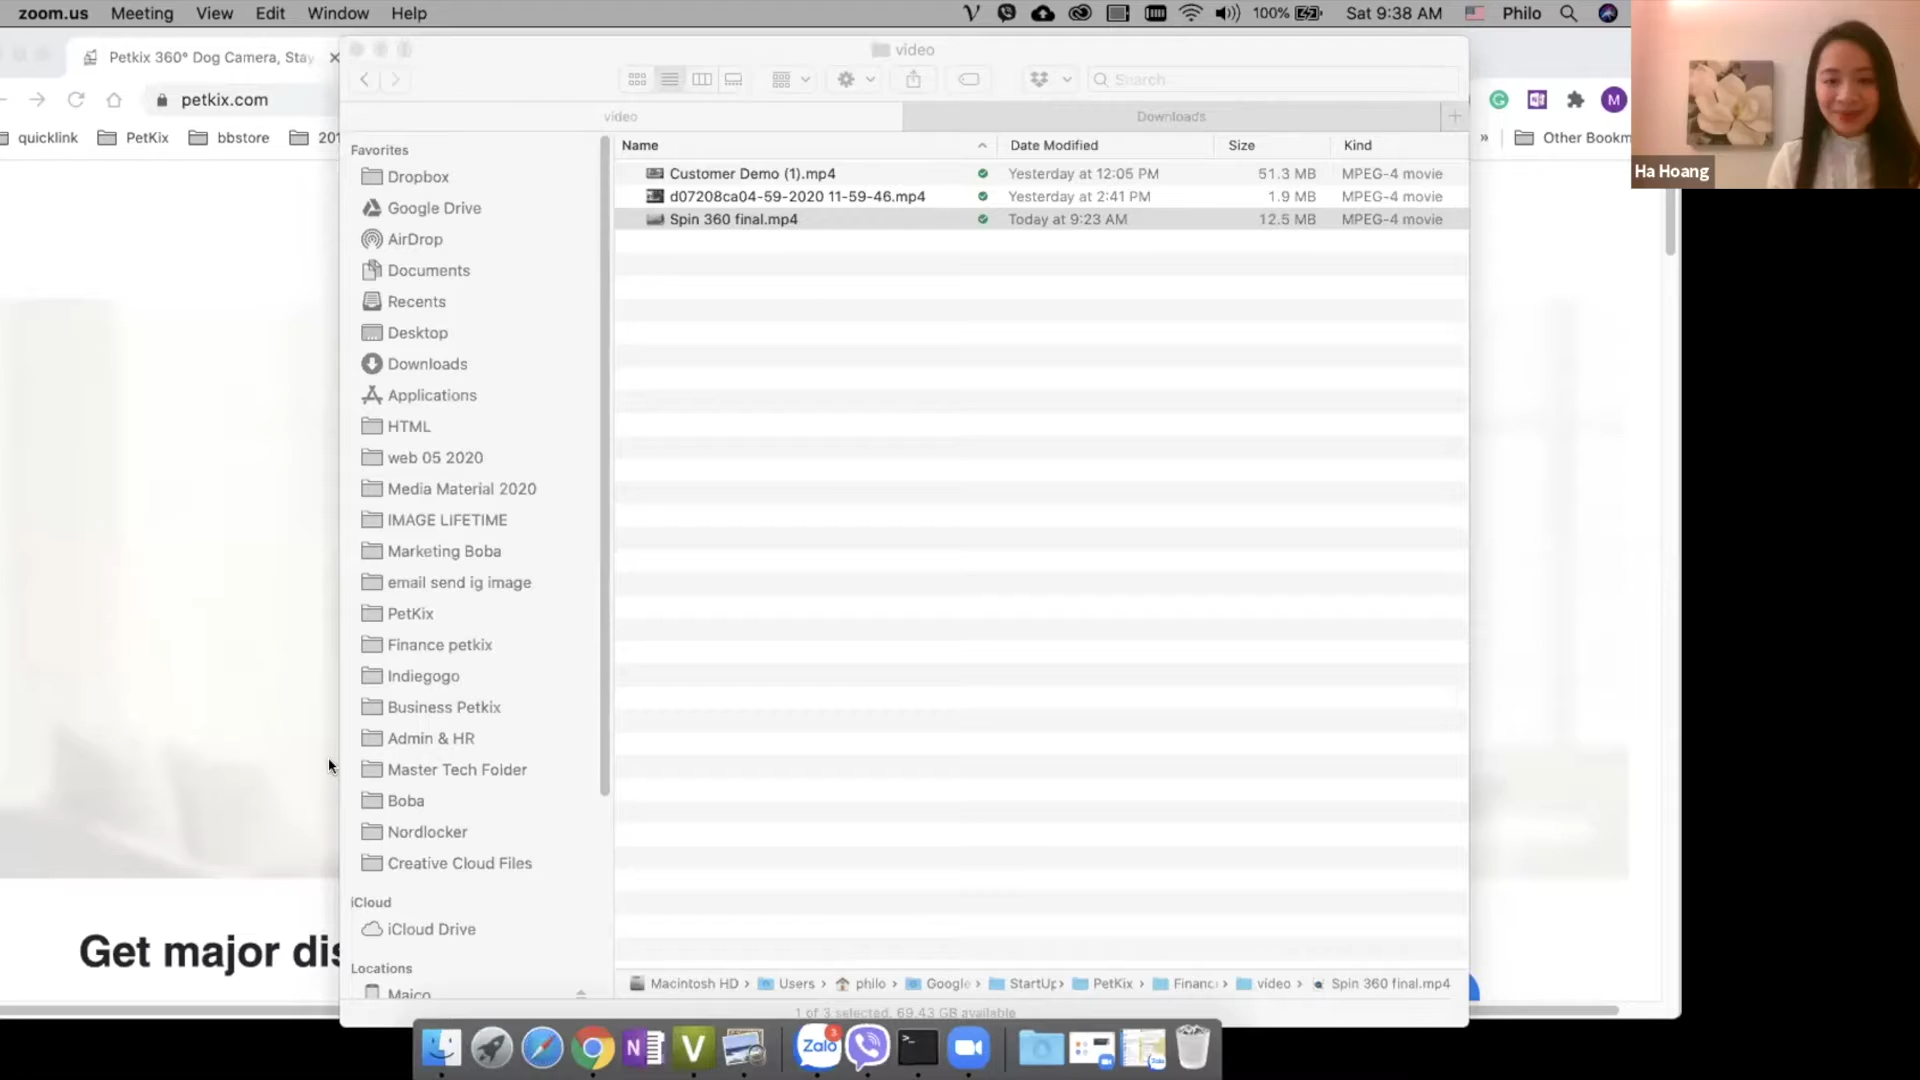 zoom.us Meeting View Edit Window Help
100% Sat 9:38 AM Philo
Petkix 360° Dog Camera, Stay
petkix.com
quicklink PetKix bbstore
Other Bookm
M
Ha Hoang
video
Search
video Downloads
Name Date Modified Size Kind
Customer Demo (1).mp4 Yesterday at 12:05 PM 51.3 MB MPEG-4 movie
d07208ca04-59-2020 11-59-46.mp4 Yesterday at 2:41 PM 1.9 MB MPEG-4 movie
Spin 360 final.mp4 Today at 9:23 AM 12.5 MB MPEG-4 movie
Favorites
Dropbox
Google Drive
AirDrop
Documents
Recents
Desktop
Downloads
Applications
HTML
web 05 2020
Media Material 2020
IMAGE LIFETIME
Marketing Boba
email send ig image
PetKix
Finance petkix
Indiegogo
Business Petkix
Admin & HR
Master Tech Folder
Boba
Nordlocker
Creative Cloud Files
iCloud
iCloud Drive
Locations
Maico
Get major dis
Macintosh HD › Users › philo › Google › StartUp › PetKix › Financ › video › Spin 360 final.mp4
1 of 3 selected, 69.43 GB available
N V Zalo 3